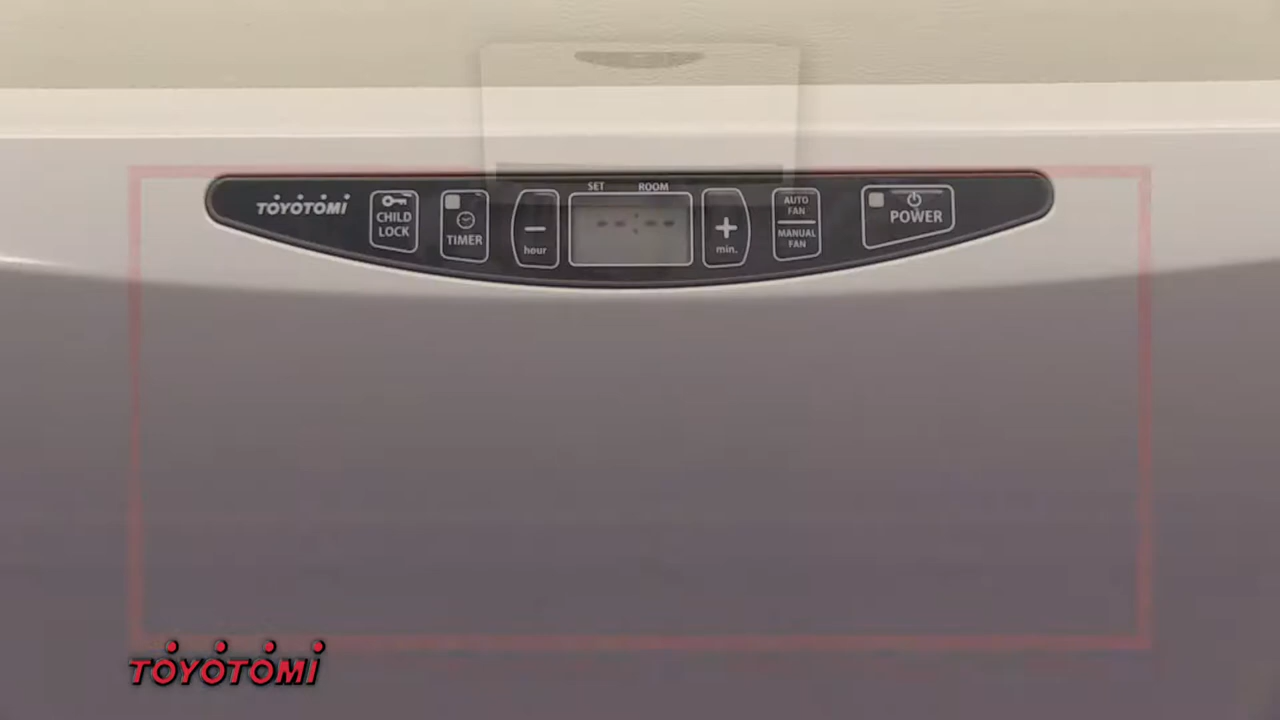 SET ROOM
TOYOTOMI
CHILD
LOCK
TIMER
hour
--:--
min.
AUTO
FAN
MANUAL
FAN
POWER
TOYOTOMI